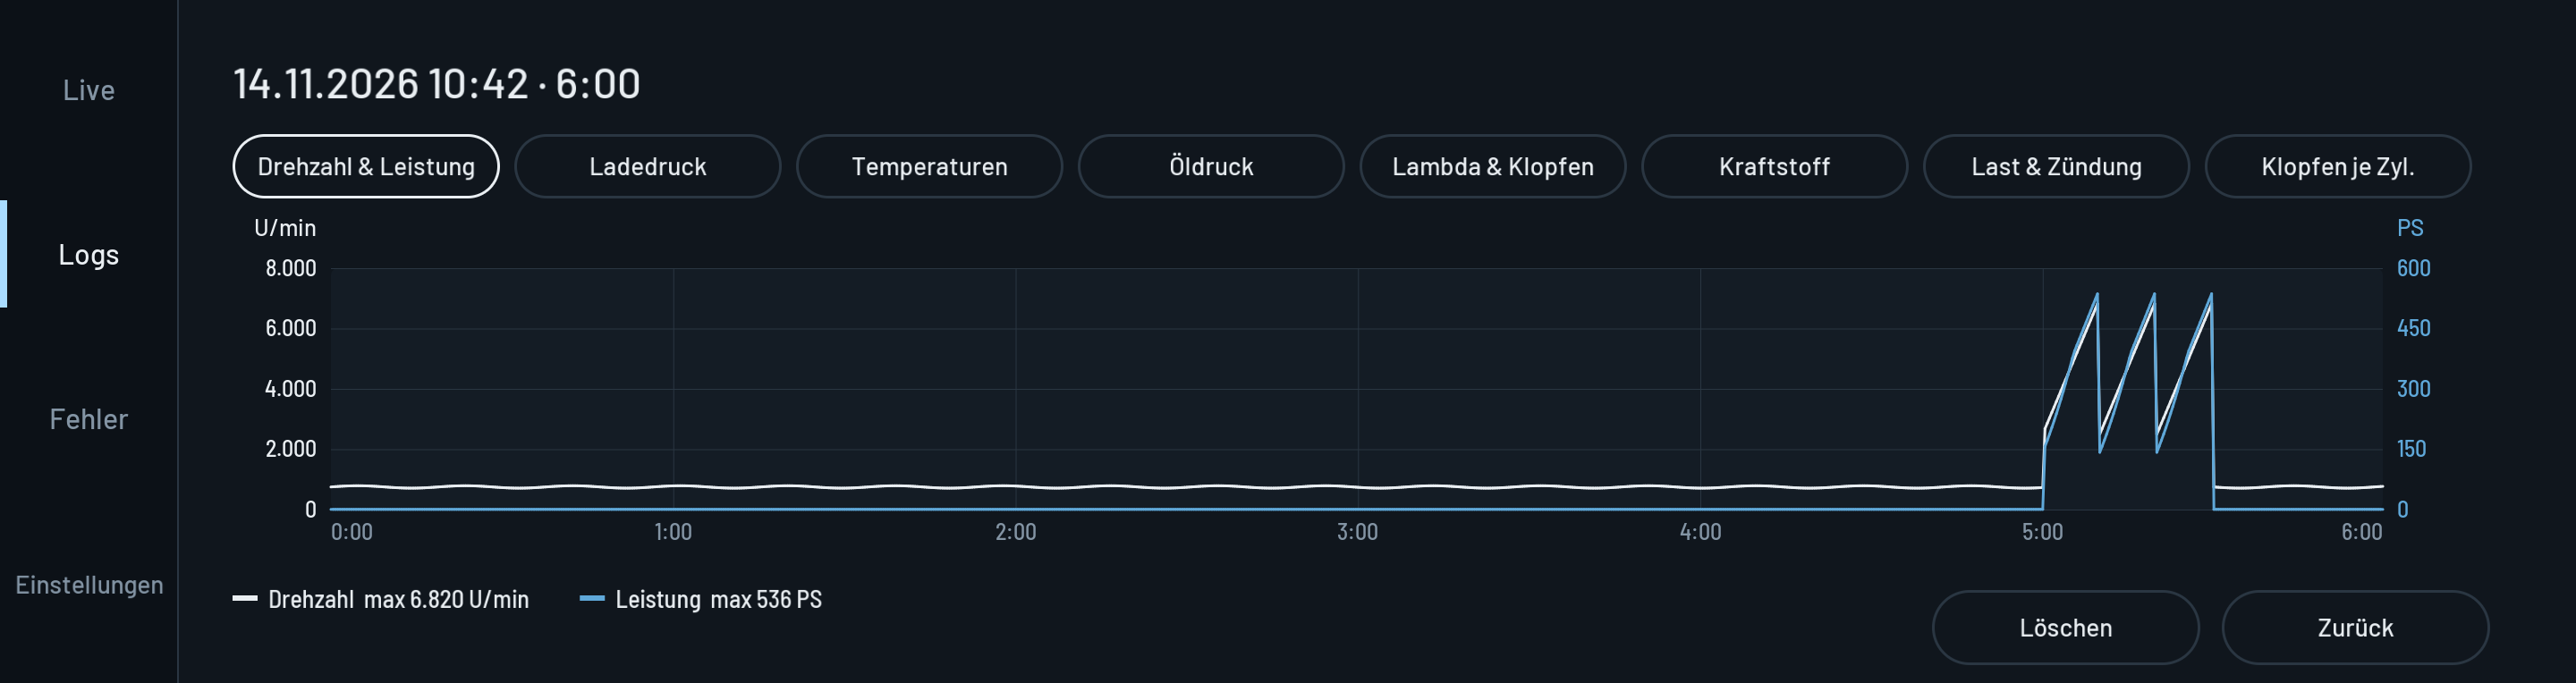 Live
Logs
Fehler
Einstellungen
14.11.2026 10:42 · 6:00
Drehzahl & Leistung
Ladedruck
Temperaturen
Öldruck
Lambda & Klopfen
Kraftstoff
Last & Zündung
Klopfen je Zyl.
U/min
PS
8.000
600
6.000
450
4.000
300
2.000
150
0
0
0:00
1:00
2:00
3:00
4:00
5:00
6:00
Drehzahl max 6.820 U/min
Leistung max 536 PS
Löschen
Zurück